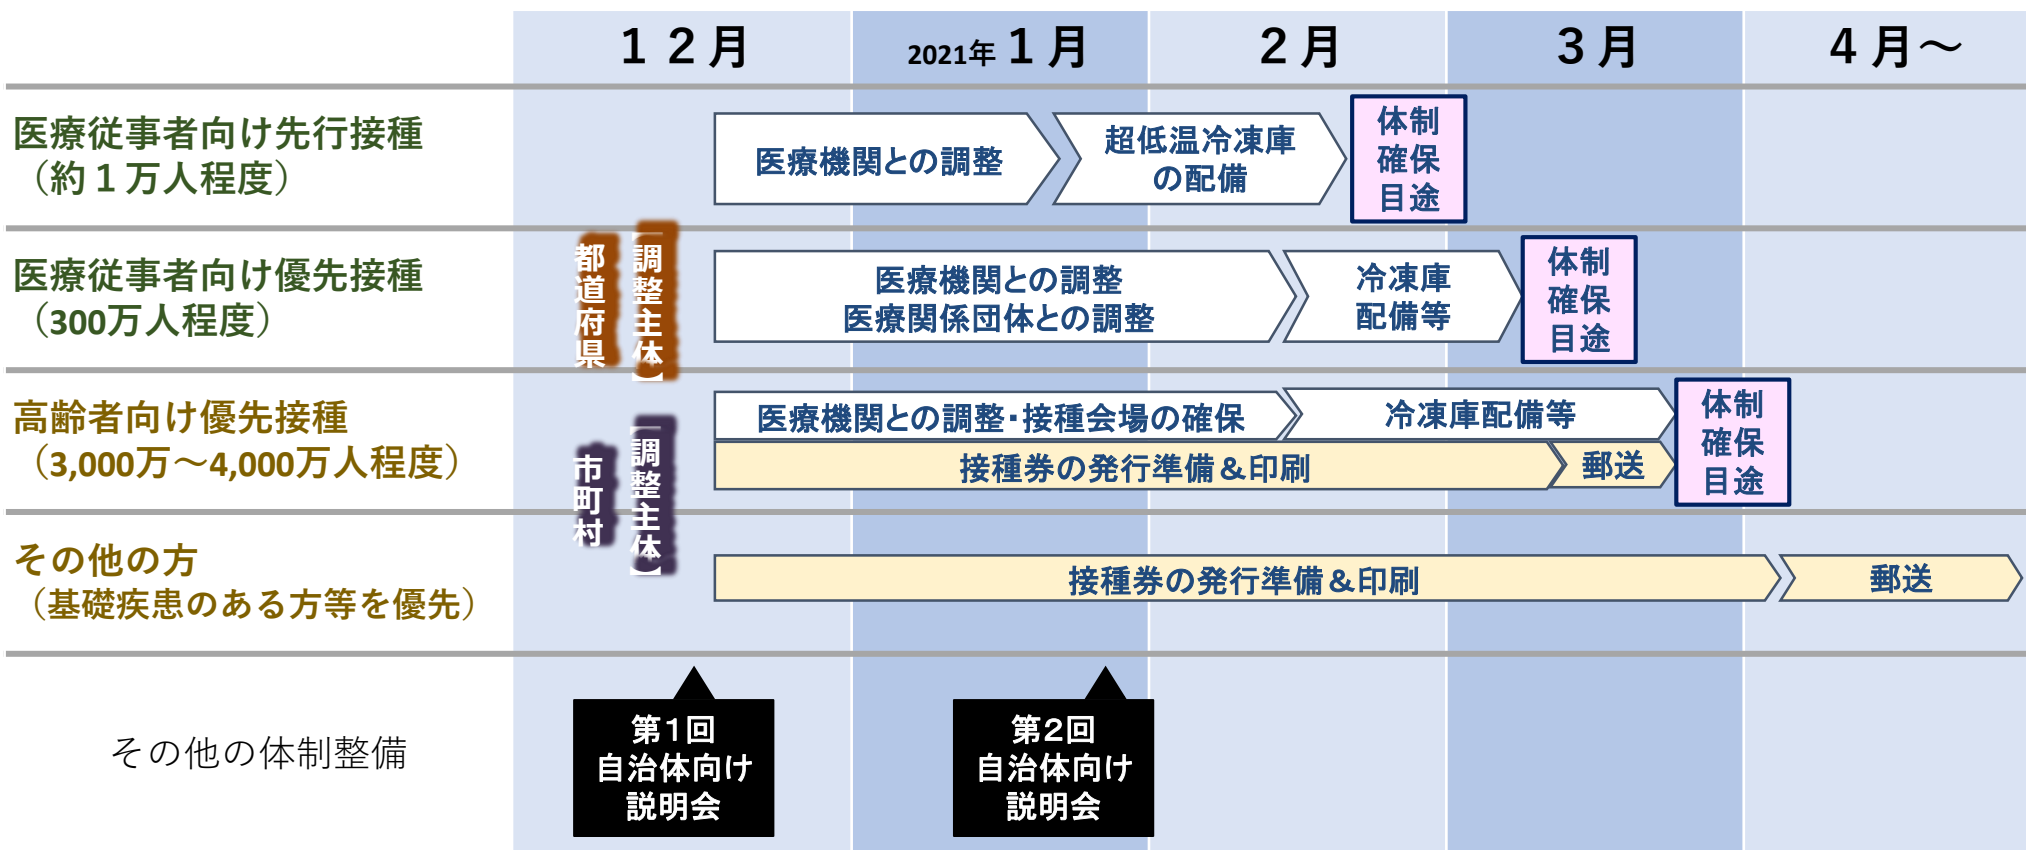 １２月
2021年１月
２月
３月
４月～
医療従事者向け先行接種
（約１万人程度）
医療機関との調整
超低温冷凍庫
の配備
体制
確保
目途
医療従事者向け優先接種
（300万人程度）
【調整主体】
都道府県
医療機関との調整
医療関係団体との調整
冷凍庫
配備等
体制
確保
目途
高齢者向け優先接種
（3,000万～4,000万人程度）
【調整主体】
市町村
医療機関との調整・接種会場の確保
冷凍庫配備等
接種券の発行準備＆印刷
郵送
体制
確保
目途
その他の方
（基礎疾患のある方等を優先）
接種券の発行準備＆印刷
郵送
その他の体制整備
第１回
自治体向け
説明会
第２回
自治体向け
説明会